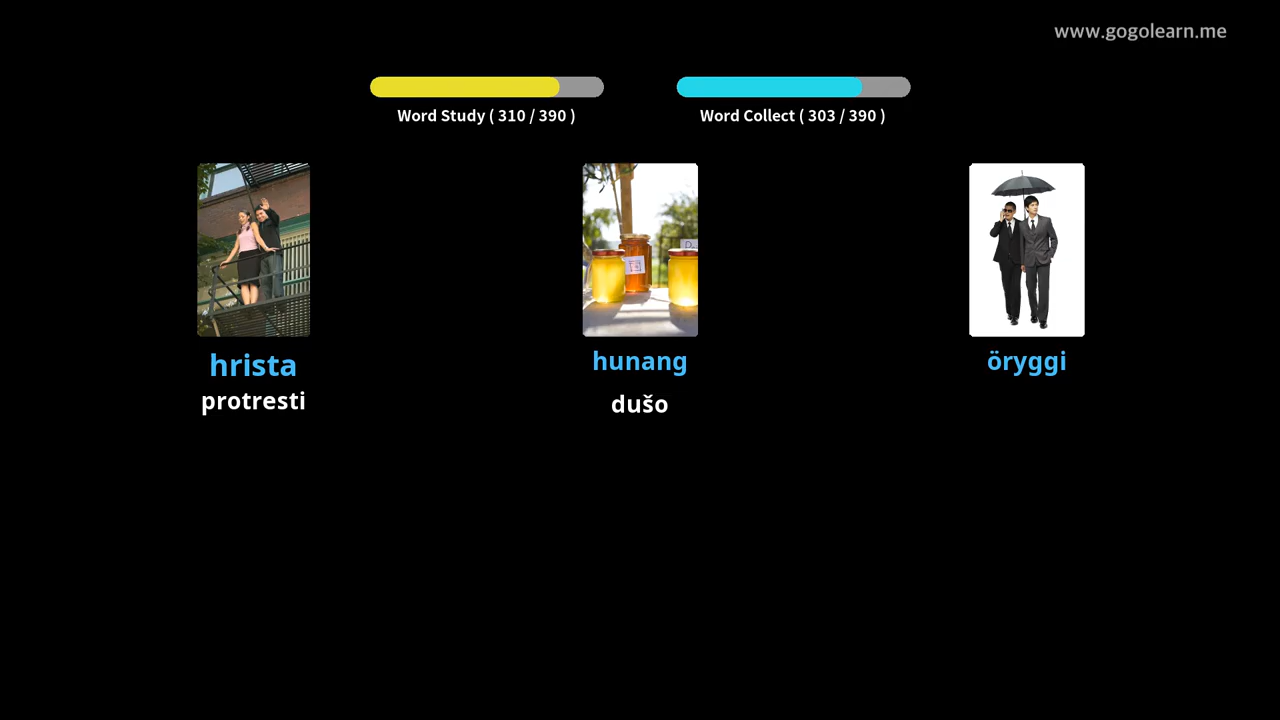 www.gogolearn.me
Word Study ( 310 / 390 )
Word Collect ( 303 / 390 )
hrista
protresti
hunang
dušo
öryggi